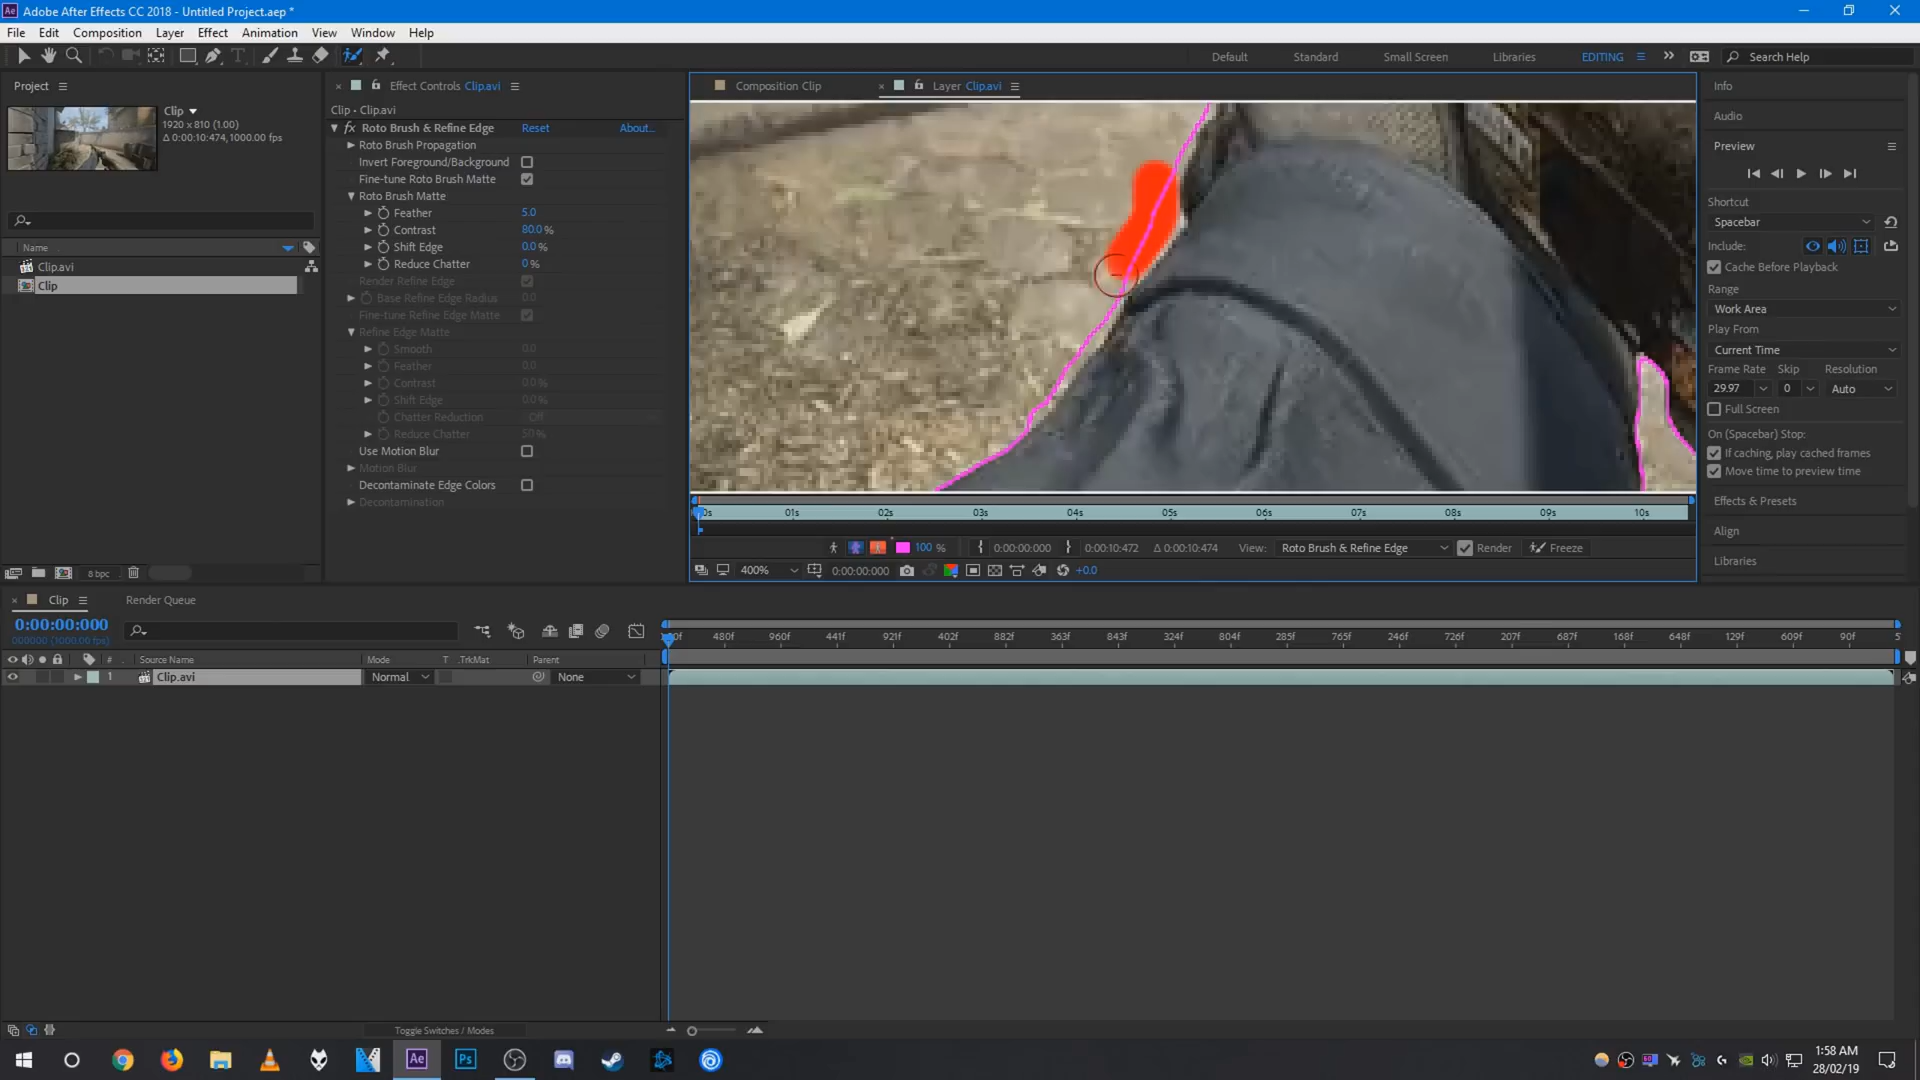 Adobe After Effects CC 2018 - Untitled Project.aep *
File Edit Composition Layer Effect Animation View Window Help
Default Standard Small Screen Libraries EDITING Search Help
Project
Clip
1920 x 810 (1.00)
Δ 0:00:10:474, 1000.00 fps
Name
Clip.avi
Clip
8 bpc
Effect Controls Clip.avi
Clip • Clip.avi
fx Roto Brush & Refine Edge Reset About...
Roto Brush Propagation
Invert Foreground/Background
Fine-tune Roto Brush Matte
Roto Brush Matte
Feather 5.0
Contrast 80.0 %
Shift Edge 0.0 %
Reduce Chatter 0 %
Render Refine Edge
Base Refine Edge Radius 0.0
Fine-tune Refine Edge Matte
Refine Edge Matte
Smooth 0.0
Feather 0.0
Contrast 0.0 %
Shift Edge 0.0 %
Chatter Reduction Off
Reduce Chatter 50 %
Use Motion Blur
Motion Blur
Decontaminate Edge Colors
Decontamination
Composition Clip
Layer Clip.avi
01s 02s 03s 04s 05s 06s 07s 08s 09s 10s
100 % 0:00:00:000 0:00:10:472 Δ 0:00:10:474 View: Roto Brush & Refine Edge Render Freeze
400% 0:00:00:000 +0.0
Info
Audio
Preview
Shortcut
Spacebar
Include:
Cache Before Playback
Range
Work Area
Play From
Current Time
Frame Rate Skip Resolution
29.97 0 Auto
Full Screen
On (Spacebar) Stop:
If caching, play cached frames
Move time to preview time
Effects & Presets
Align
Libraries
Clip
Render Queue
0:00:00:000
000000 (1000.00 fps)
480f 960f 441f 921f 402f 882f 363f 843f 324f 804f 285f 765f 246f 726f 207f 687f 168f 648f 129f 609f 90f
# Source Name Mode T .TrkMat Parent
1 Clip.avi Normal None
Toggle Switches / Modes
Ae Ps
1:58 AM
28/02/19